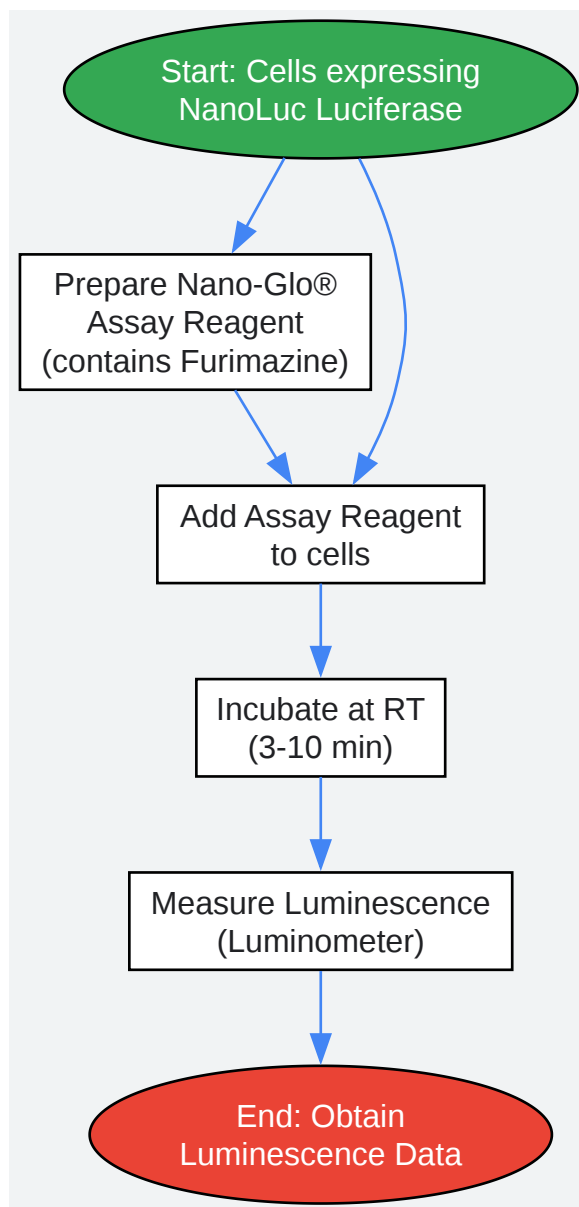 Start: Cells expressing
NanoLuc Luciferase
Prepare Nano-Glo®
Assay Reagent
(contains Furimazine)
Add Assay Reagent
to cells
Incubate at RT
(3-10 min)
Measure Luminescence
(Luminometer)
End: Obtain
Luminescence Data